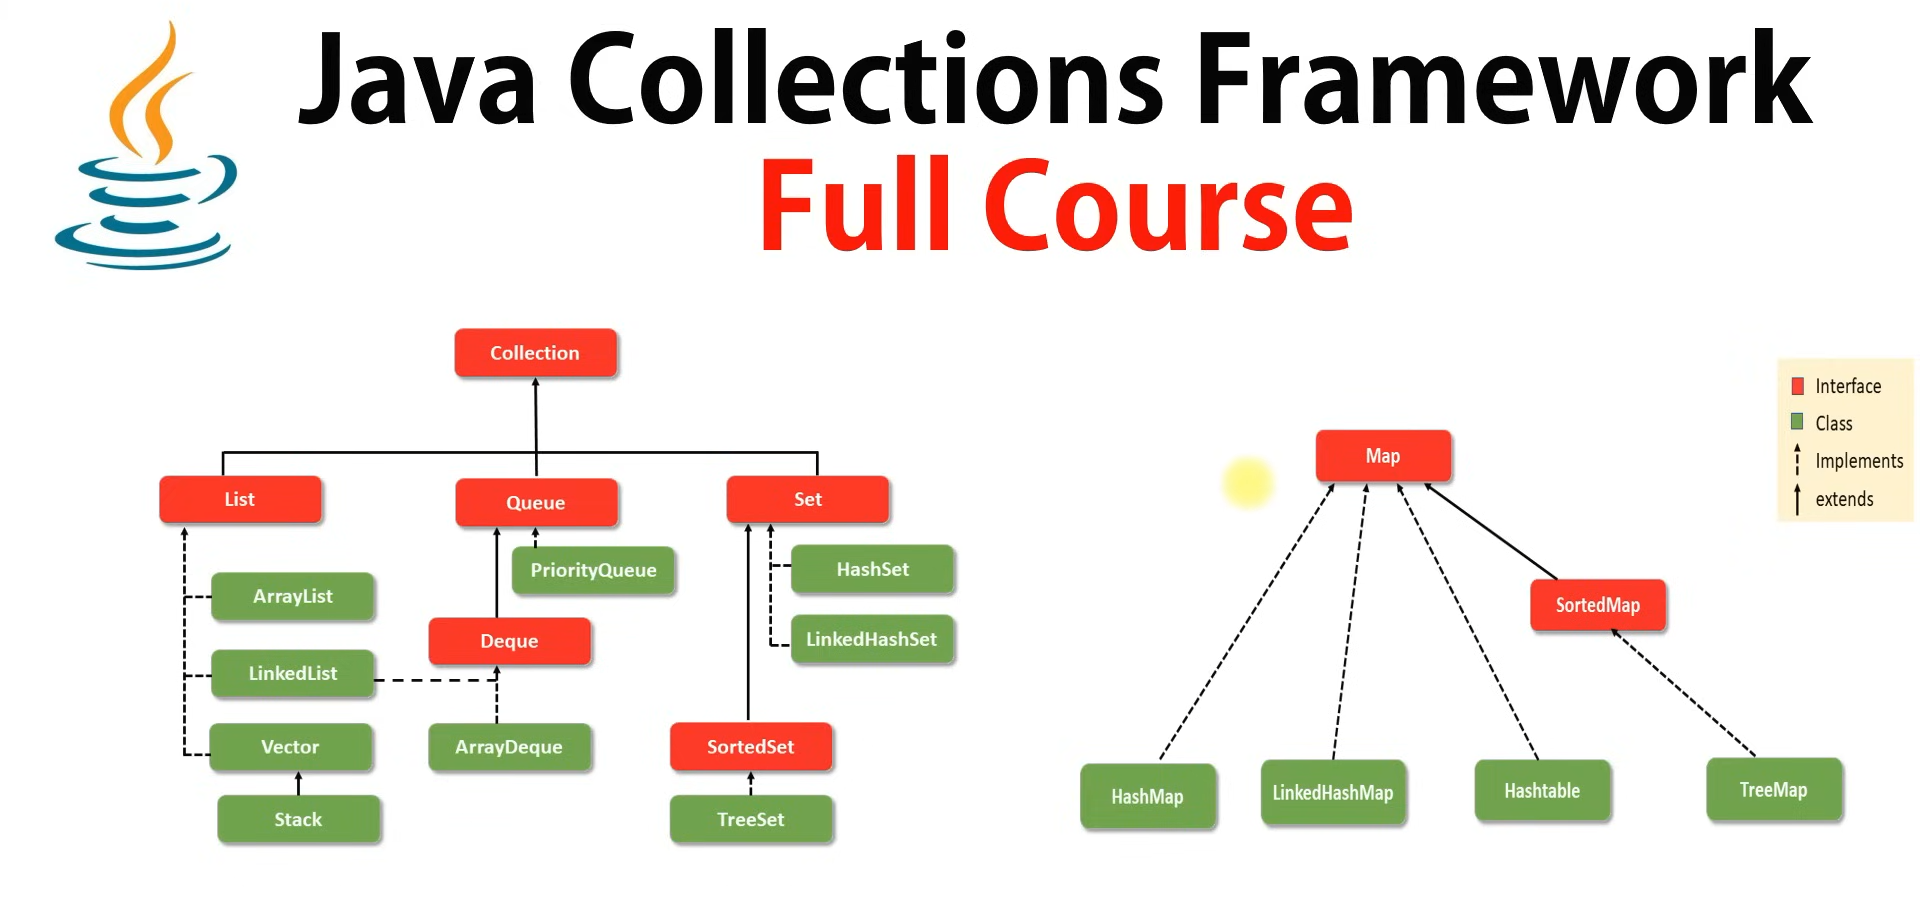 Java Collections Framework
Full Course
Collection
List
Queue
Set
PriorityQueue
HashSet
ArrayList
Deque
LinkedHashSet
LinkedList
Vector
ArrayDeque
SortedSet
Stack
TreeSet
Map
SortedMap
HashMap
LinkedHashMap
Hashtable
TreeMap
Interface
Class
Implements
extends